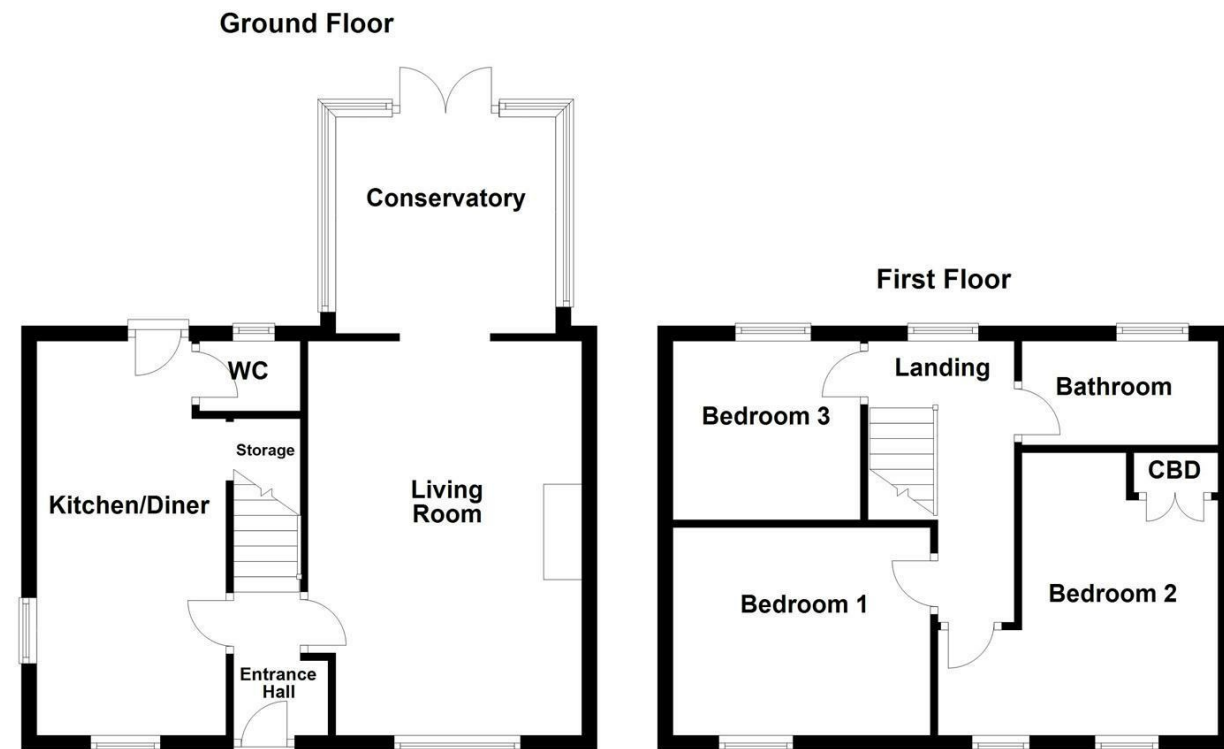 Ground Floor
Conservatory
WC
Storage
Kitchen/Diner
Living
Room
Entrance
Hall
First Floor
Landing
Bathroom
Bedroom 3
CBD
Bedroom 1
Bedroom 2